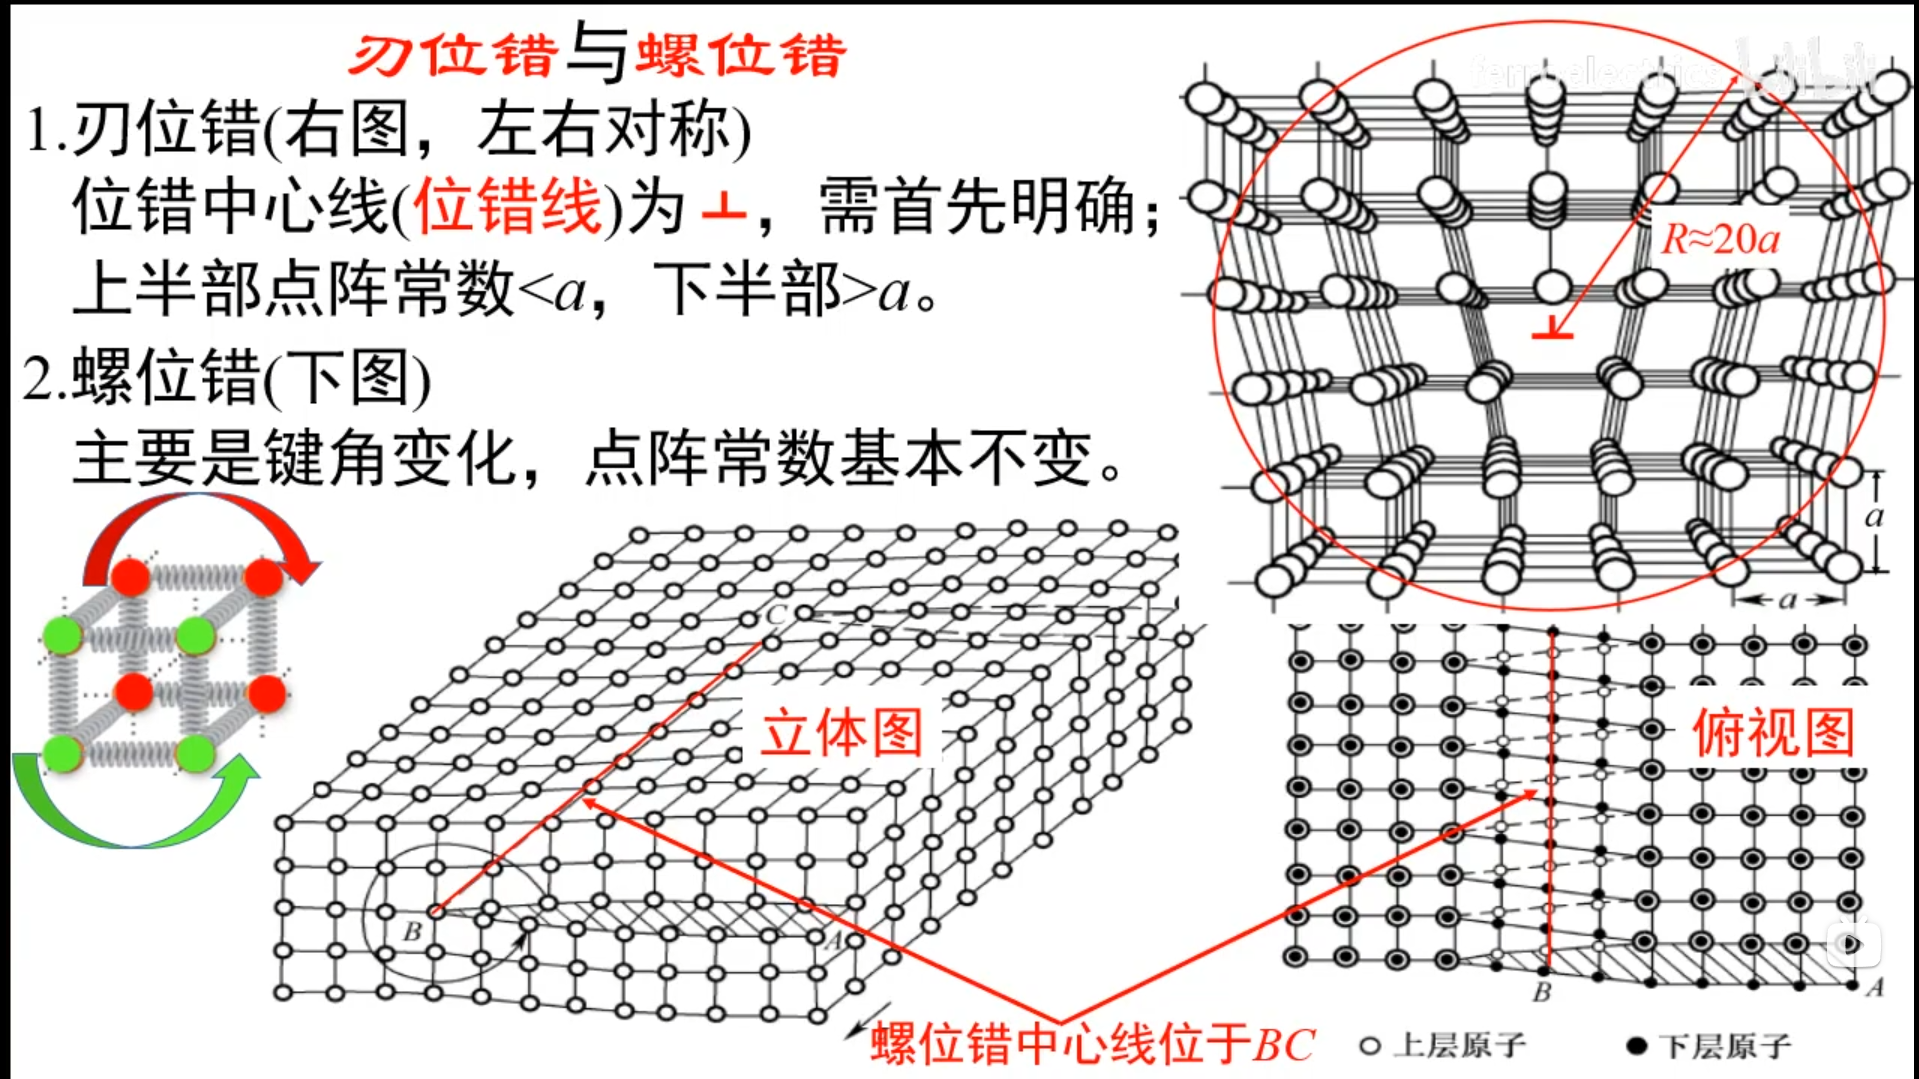 刃位错与螺位错
1.刃位错(右图，左右对称)
位错中心线(位错线)为⊥，需首先明确；
上半部点阵常数<a，下半部>a。
2.螺位错(下图)
主要是键角变化，点阵常数基本不变。
ferroelectrics bilibili
R≈20a
a
a
C
立体图
俯视图
B
A
B
A
螺位错中心线位于BC
上层原子
下层原子